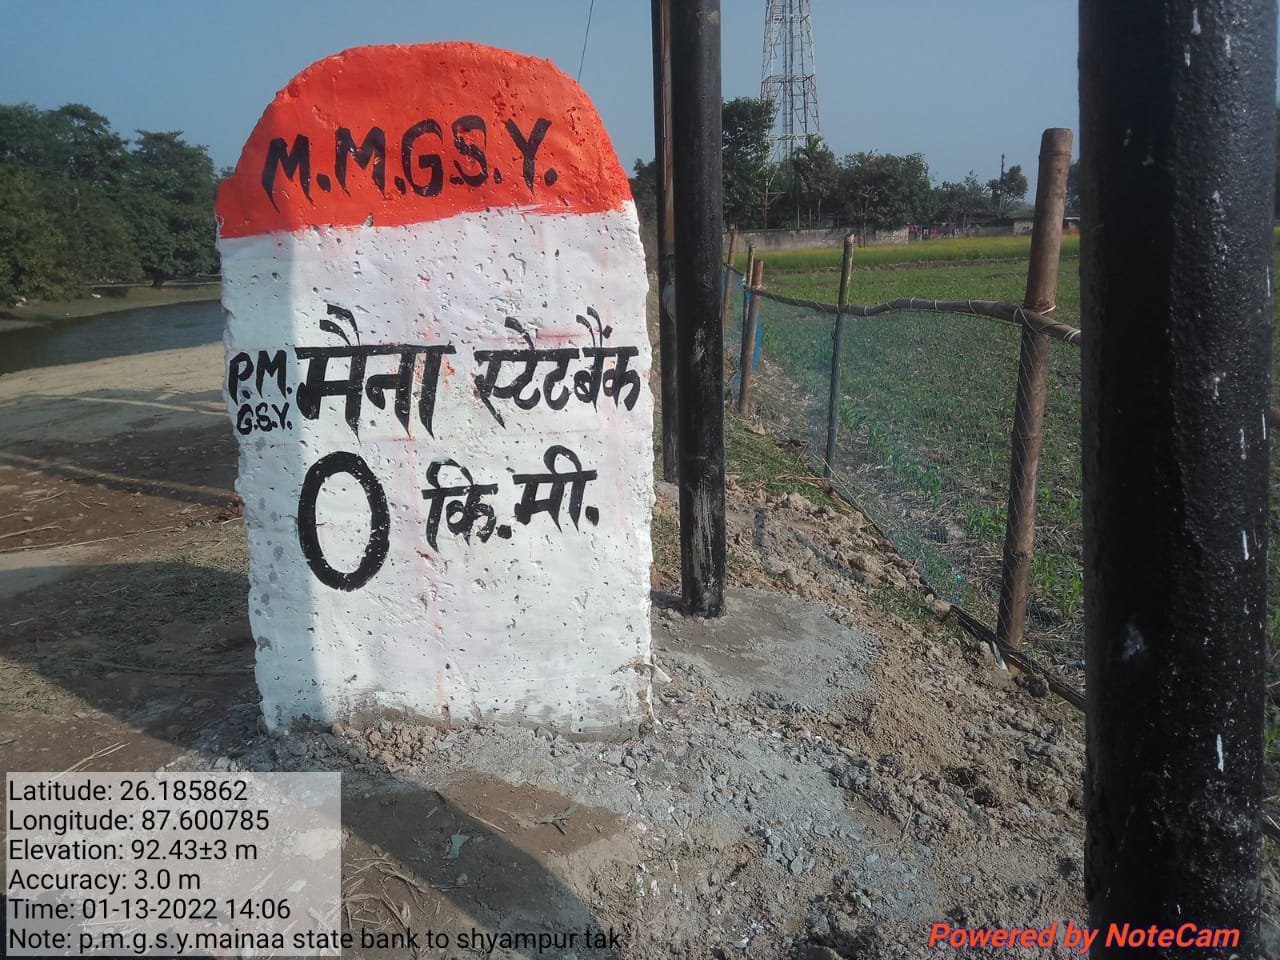 M.M.G.S.Y.
P.M. मैना स्टेटबैंक
G.S.Y.
0 कि.मी.
Latitude: 26.185862
Longitude: 87.600785
Elevation: 92.43±3 m
Accuracy: 3.0 m
Time: 01-13-2022 14:06
Note: p.m.g.s.y.mainaa state bank to shyampur tak
Powered by NoteCam